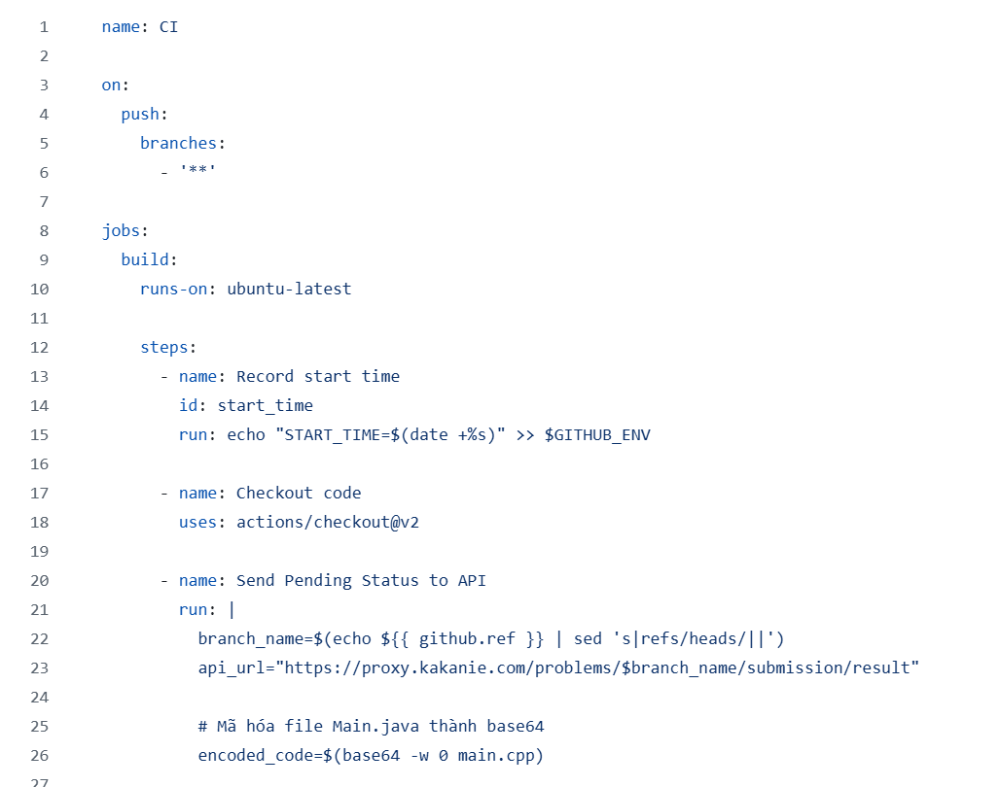 1 name: CI
2
3 on:
4   push:
5     branches:
6       - '**'
7
8 jobs:
9   build:
10     runs-on: ubuntu-latest
11
12     steps:
13       - name: Record start time
14         id: start_time
15         run: echo "START_TIME=$(date +%s)" >> $GITHUB_ENV
16
17       - name: Checkout code
18         uses: actions/checkout@v2
19
20       - name: Send Pending Status to API
21         run: |
22           branch_name=$(echo ${{ github.ref }} | sed 's|refs/heads/||')
23           api_url="https://proxy.kakanie.com/problems/$branch_name/submission/result"
24
25           # Mã hóa file Main.java thành base64
26           encoded_code=$(base64 -w 0 main.cpp)
27